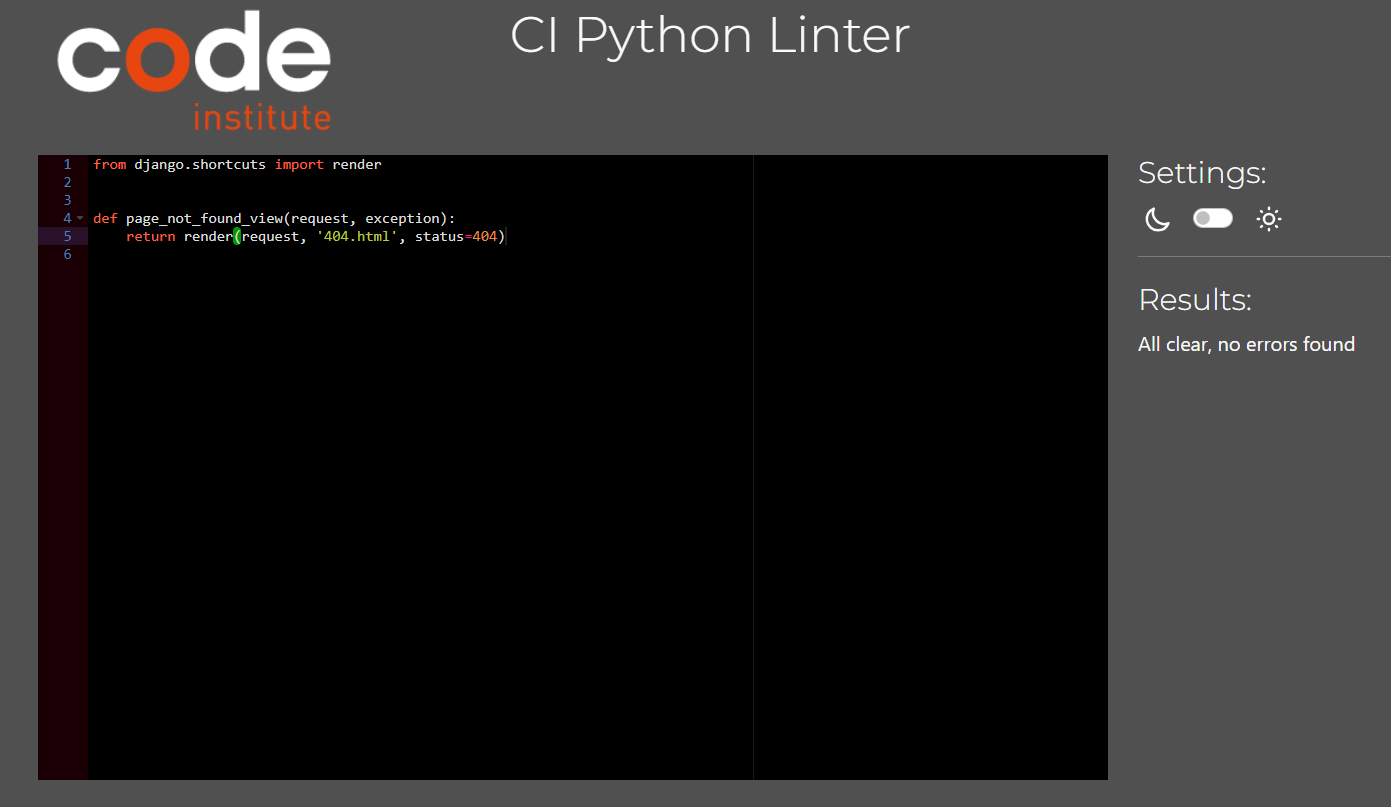 code
institute
CI Python Linter
1 from django.shortcuts import render
2
3
4 def page_not_found_view(request, exception):
5     return render(request, '404.html', status=404)
6
Settings:
Results:
All clear, no errors found